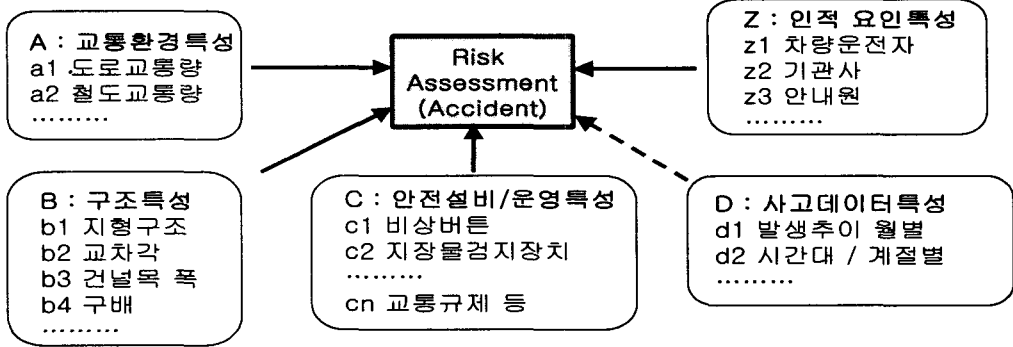 A : 교통환경특성
a1 도로교통량
a2 철도교통량
………
Risk
Assessment
(Accident)
Z : 인적 요인특성
z1 차량운전자
z2 기관사
z3 안내원
………
B : 구조특성
b1 지형구조
b2 교차각
b3 건널목 폭
b4 구배
………
C : 안전설비/운영특성
c1 비상버튼
c2 지장물검지장치
………
cn 교통규제 등
D : 사고데이터특성
d1 발생추이 월별
d2 시간대 / 계절별
………